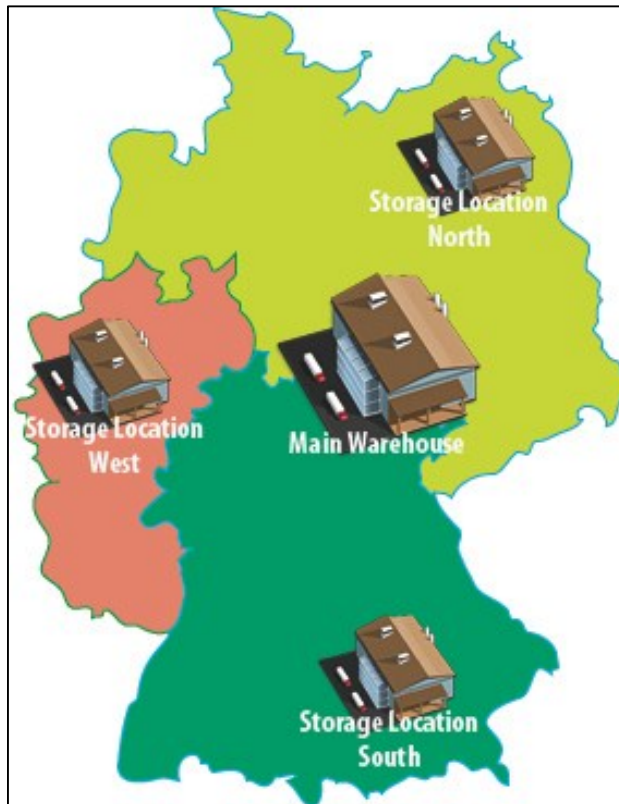 Storage Location
North
Storage Location
West
Main Warehouse
Storage Location
South